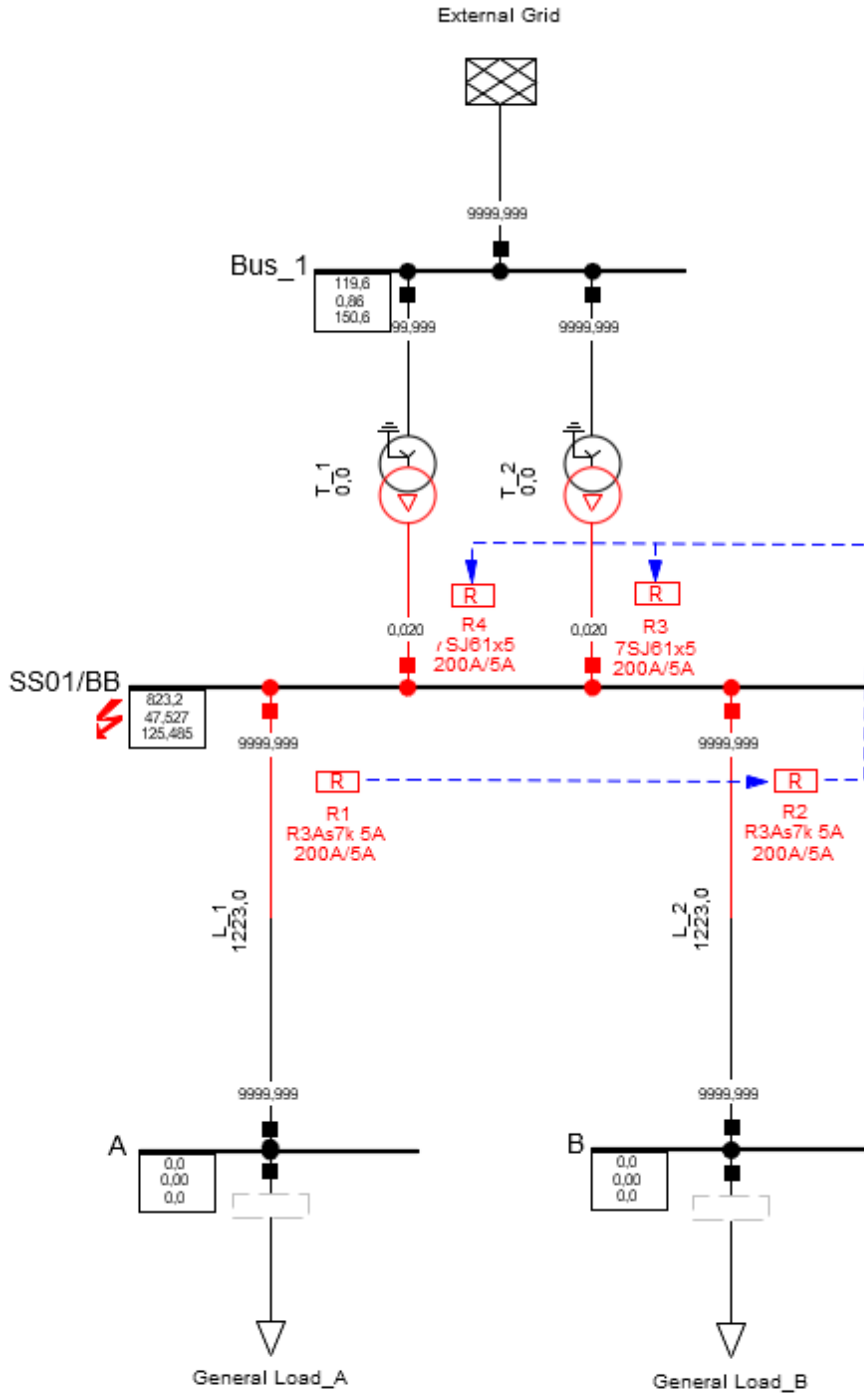 External Grid
9999,999
Bus_1
119,6
0,86
150,6
99,999
9999,999
T_1
0,0
T_2
0,0
R
R
R4
7SJ61x5
200A/5A
R3
7SJ61x5
200A/5A
0,020
0,020
SS01/BB
823,2
47,527
125,485
9999,999
9999,999
R
R
R1
R3As7k 5A
200A/5A
R2
R3As7k 5A
200A/5A
L_1
1223,0
L_2
1223,0
9999,999
9999,999
A
0,0
0,00
0,0
B
0,0
0,00
0,0
General Load_A
General Load_B